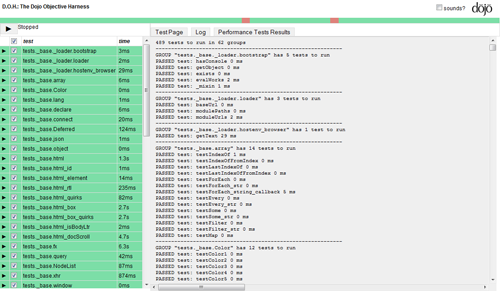 D.O.H.: The Dojo Objective Harness
sounds?
dōjō
Stopped
Test Page
Log
Performance Tests Results
test time
tests._base._loader.bootstrap 3ms
tests._base._loader.loader 2ms
tests._base._loader.hostenv_browser 29ms
tests._base.array 6ms
tests._base.Color 0ms
tests._base.lang 1ms
tests._base.declare 6ms
tests._base.connect 20ms
tests._base.Deferred 124ms
tests._base.json 1ms
tests._base.object 0ms
tests._base.html 1.3s
tests._base.html_id 1ms
tests._base.html_element 14ms
tests._base.html_rtl 235ms
tests._base.html_quirks 82ms
tests._base.html_box 2.7s
tests._base.html_box_quirks 2.7s
tests._base.html_isBodyLtr 2ms
tests._base.html_docScroll 4.7s
tests._base.fx 6.3s
tests._base.query 42ms
tests._base.NodeList 87ms
tests._base.xhr 874ms
tests._base.window 0ms
489 tests to run in 62 groups
------------------------------------------------------------
GROUP "tests._base._loader.bootstrap" has 5 tests to run
PASSED test: hasConsole 0 ms
PASSED test: getObject 0 ms
PASSED test: exists 0 ms
PASSED test: evalWorks 2 ms
PASSED test: _mixin 1 ms
------------------------------------------------------------
GROUP "tests._base._loader.loader" has 3 tests to run
PASSED test: baseUrl 0 ms
PASSED test: modulePaths 0 ms
PASSED test: moduleUrls 2 ms
------------------------------------------------------------
GROUP "tests._base._loader.hostenv_browser" has 1 test to run
PASSED test: getText 29 ms
------------------------------------------------------------
GROUP "tests._base.array" has 14 tests to run
PASSED test: testIndexOf 1 ms
PASSED test: testIndexOfFromIndex 0 ms
PASSED test: testLastIndexOf 0 ms
PASSED test: testLastIndexOfFromIndex 0 ms
PASSED test: testForEach 0 ms
PASSED test: testForEach_str 0 ms
PASSED test: testForEach_string_callback 5 ms
PASSED test: testEvery 0 ms
PASSED test: testEvery_str 0 ms
PASSED test: testSome 0 ms
PASSED test: testSome_str 0 ms
PASSED test: testFilter 0 ms
PASSED test: testFilter_str 0 ms
PASSED test: testMap 0 ms
------------------------------------------------------------
GROUP "tests._base.Color" has 12 tests to run
PASSED test: testColor1 0 ms
PASSED test: testColor2 0 ms
PASSED test: testColor3 0 ms
PASSED test: testColor4 0 ms
PASSED test: testColor5 0 ms